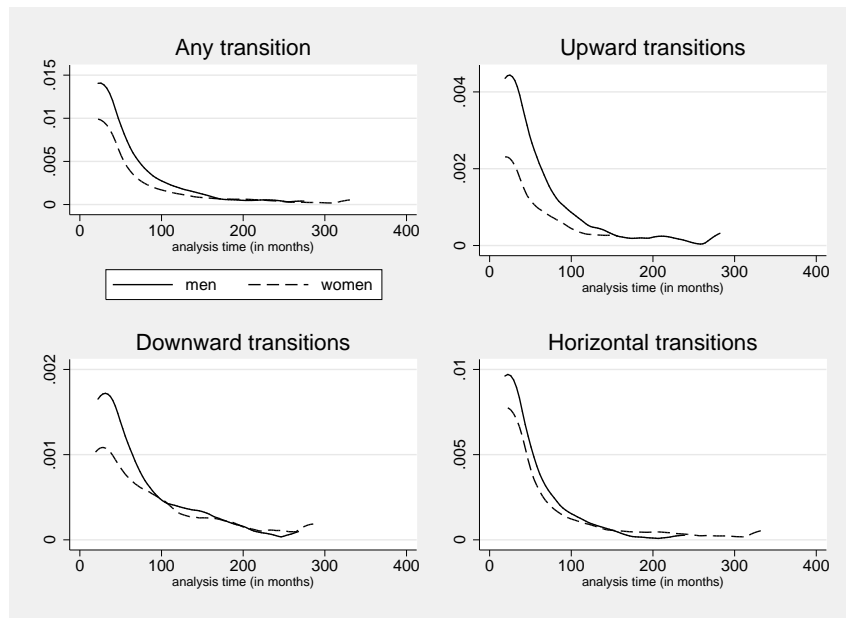 Any transition
.015
.01
.005
0
0 100 200 300 400
analysis time (in months)
men women
Upward transitions
.004
.002
0
0 100 200 300 400
analysis time (in months)
Downward transitions
.002
.001
0
0 100 200 300 400
analysis time (in months)
Horizontal transitions
.01
.005
0
0 100 200 300 400
analysis time (in months)